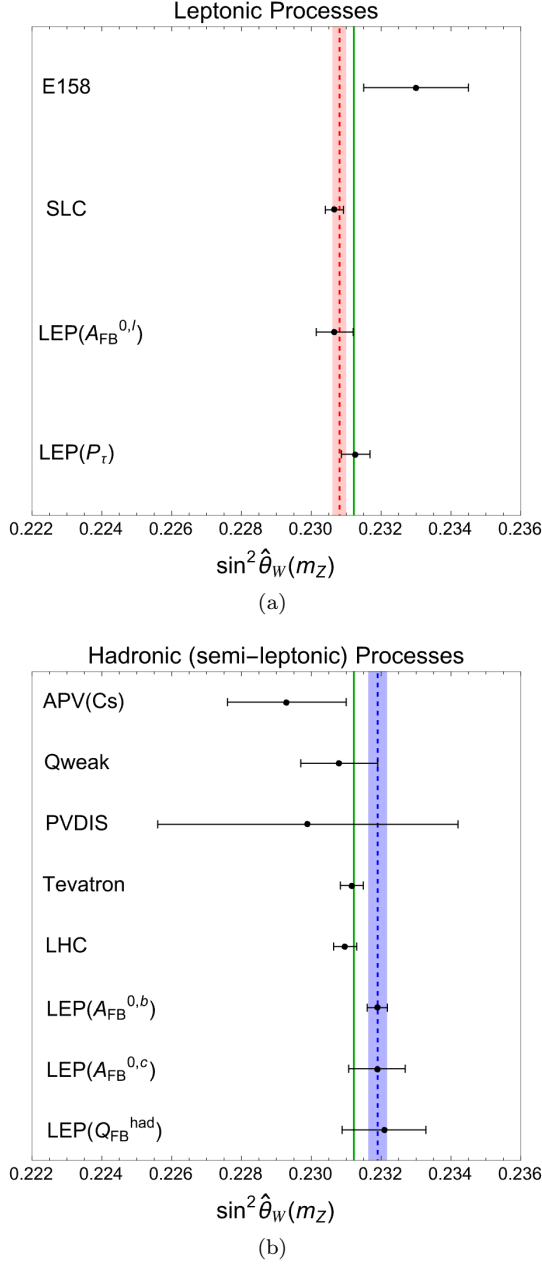 Leptonic Processes
E158
SLC
LEP(A_FB^0,l)
LEP(P_τ)
0.222 0.224 0.226 0.228 0.230 0.232 0.234 0.236
sin² θ̂_W(m_Z)
(a)
Hadronic (semi−leptonic) Processes
APV(Cs)
Qweak
PVDIS
Tevatron
LHC
LEP(A_FB^0,b)
LEP(A_FB^0,c)
LEP(Q_FB^had)
0.222 0.224 0.226 0.228 0.230 0.232 0.234 0.236
sin² θ̂_W(m_Z)
(b)